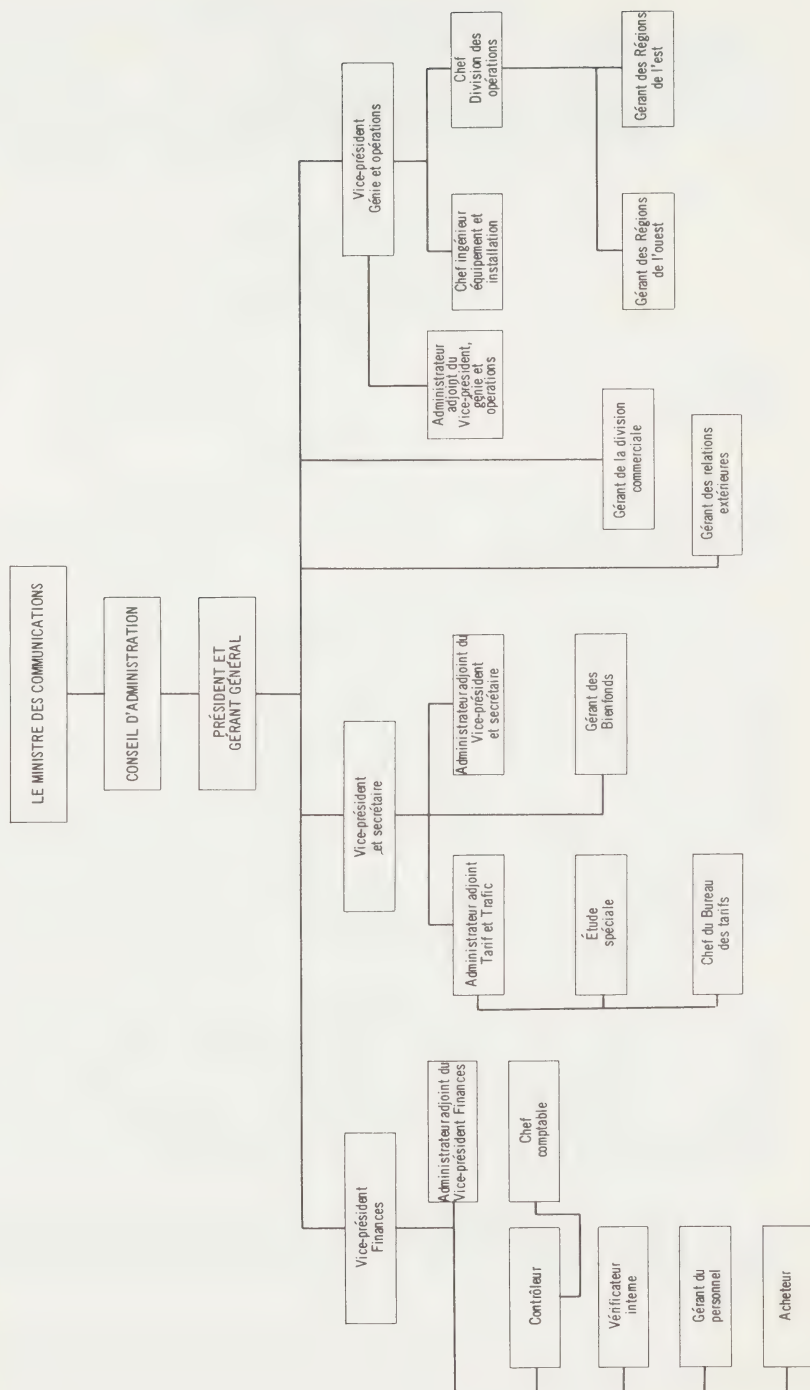 LE MINISTRE DES COMMUNICATIONS
CONSEIL D'ADMINISTRATION
PRÉSIDENT ET
GÉRANT GÉNÉRAL
Vice-président
Finances
Administrateur adjoint du
Vice-président Finances
Contrôleur
Chef
comptable
Vérificateur
interne
Gérant du
personnel
Acheteur
Vice-président
et secrétaire
Administrateur adjoint
Tarif et Trafic
Étude
spéciale
Chef du Bureau
des tarifs
Administrateur adjoint du
Vice-président
et secrétaire
Gérant des
Bienfonds
Gérant des relations
extérieures
Gérant de la division
commerciale
Vice-président
Génie et opérations
Administrateur
adjoint du
Vice-président,
génie et
opérations
Chef ingénieur
équipement et
installation
Chef
Division des
opérations
Gérant des Régions
de l'ouest
Gérant des Régions
de l'est